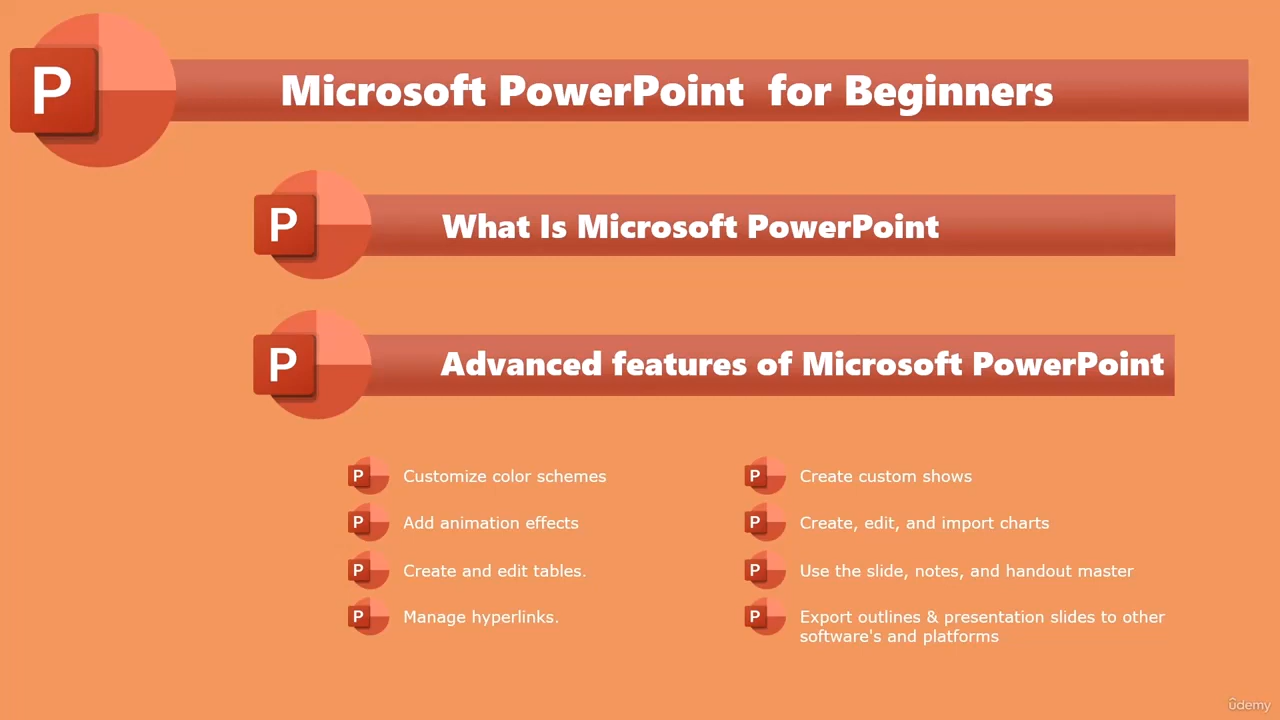 P
Microsoft PowerPoint  for Beginners
P
What Is Microsoft PowerPoint
P
Advanced features of Microsoft PowerPoint
P
Customize color schemes
P
Add animation effects
P
Create and edit tables.
P
Manage hyperlinks.
P
Create custom shows
P
Create, edit, and import charts
P
Use the slide, notes, and handout master
P
Export outlines & presentation slides to other
software's and platforms
ûdemy